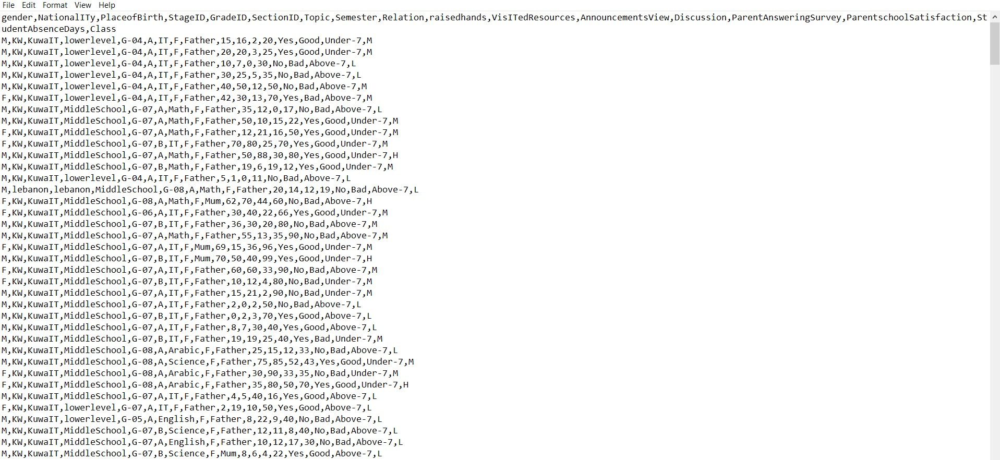 File Edit Format View Help
gender,NationalITy,PlaceofBirth,StageID,GradeID,SectionID,Topic,Semester,Relation,raisedhands,VisITedResources,AnnouncementsView,Discussion,ParentAnsweringSurvey,ParentschoolSatisfaction,St
udentAbsenceDays,Class
M,KW,KuwaIT,lowerlevel,G-04,A,IT,F,Father,15,16,2,20,Yes,Good,Under-7,M
M,KW,KuwaIT,lowerlevel,G-04,A,IT,F,Father,20,20,3,25,Yes,Good,Under-7,M
M,KW,KuwaIT,lowerlevel,G-04,A,IT,F,Father,10,7,0,30,No,Bad,Above-7,L
M,KW,KuwaIT,lowerlevel,G-04,A,IT,F,Father,30,25,5,35,No,Bad,Above-7,L
M,KW,KuwaIT,lowerlevel,G-04,A,IT,F,Father,40,50,12,50,No,Bad,Above-7,M
F,KW,KuwaIT,lowerlevel,G-04,A,IT,F,Father,42,30,13,70,Yes,Bad,Above-7,M
M,KW,KuwaIT,MiddleSchool,G-07,A,Math,F,Father,35,12,0,17,No,Bad,Above-7,L
M,KW,KuwaIT,MiddleSchool,G-07,A,Math,F,Father,50,10,15,22,Yes,Good,Under-7,M
F,KW,KuwaIT,MiddleSchool,G-07,A,Math,F,Father,12,21,16,50,Yes,Good,Under-7,M
F,KW,KuwaIT,MiddleSchool,G-07,B,IT,F,Father,70,80,25,70,Yes,Good,Under-7,M
M,KW,KuwaIT,MiddleSchool,G-07,A,Math,F,Father,50,88,30,80,Yes,Good,Under-7,H
M,KW,KuwaIT,MiddleSchool,G-07,B,Math,F,Father,19,6,19,12,Yes,Good,Under-7,M
M,KW,KuwaIT,lowerlevel,G-04,A,IT,F,Father,5,1,0,11,No,Bad,Above-7,L
M,lebanon,lebanon,MiddleSchool,G-08,A,Math,F,Father,20,14,12,19,No,Bad,Above-7,L
F,KW,KuwaIT,MiddleSchool,G-08,A,Math,F,Mum,62,70,44,60,No,Bad,Above-7,H
F,KW,KuwaIT,MiddleSchool,G-06,A,IT,F,Father,30,40,22,66,Yes,Good,Under-7,M
M,KW,KuwaIT,MiddleSchool,G-07,B,IT,F,Father,36,30,20,80,No,Bad,Above-7,M
M,KW,KuwaIT,MiddleSchool,G-07,A,Math,F,Father,55,13,35,90,No,Bad,Above-7,M
F,KW,KuwaIT,MiddleSchool,G-07,A,IT,F,Mum,69,15,36,96,Yes,Good,Under-7,M
M,KW,KuwaIT,MiddleSchool,G-07,B,IT,F,Mum,70,50,40,99,Yes,Good,Under-7,H
F,KW,KuwaIT,MiddleSchool,G-07,A,IT,F,Father,60,60,33,90,No,Bad,Above-7,M
F,KW,KuwaIT,MiddleSchool,G-07,B,IT,F,Father,10,12,4,80,No,Bad,Under-7,M
M,KW,KuwaIT,MiddleSchool,G-07,A,IT,F,Father,15,21,2,90,No,Bad,Under-7,M
M,KW,KuwaIT,MiddleSchool,G-07,A,IT,F,Father,2,0,2,50,No,Bad,Above-7,L
M,KW,KuwaIT,MiddleSchool,G-07,B,IT,F,Father,0,2,3,70,Yes,Good,Above-7,L
M,KW,KuwaIT,MiddleSchool,G-07,A,IT,F,Father,8,7,30,40,Yes,Good,Above-7,L
M,KW,KuwaIT,MiddleSchool,G-07,B,IT,F,Father,19,19,25,40,Yes,Bad,Under-7,M
M,KW,KuwaIT,MiddleSchool,G-08,A,Arabic,F,Father,25,15,12,33,No,Bad,Above-7,L
M,KW,KuwaIT,MiddleSchool,G-08,A,Science,F,Father,75,85,52,43,Yes,Good,Under-7,M
F,KW,KuwaIT,MiddleSchool,G-08,A,Arabic,F,Father,30,90,33,35,No,Bad,Under-7,M
F,KW,KuwaIT,MiddleSchool,G-08,A,Arabic,F,Father,35,80,50,70,Yes,Good,Under-7,H
M,KW,KuwaIT,MiddleSchool,G-07,A,IT,F,Father,4,5,40,16,Yes,Good,Above-7,L
F,KW,KuwaIT,lowerlevel,G-07,A,IT,F,Father,2,19,10,50,Yes,Good,Above-7,L
M,KW,KuwaIT,lowerlevel,G-05,A,English,F,Father,8,22,9,40,No,Bad,Above-7,L
M,KW,KuwaIT,MiddleSchool,G-07,B,Science,F,Father,12,11,8,40,No,Bad,Above-7,L
M,KW,KuwaIT,MiddleSchool,G-07,A,English,F,Father,10,12,17,30,No,Bad,Above-7,L
M,KW,KuwaIT,MiddleSchool,G-07,B,Science,F,Mum,8,6,4,22,Yes,Good,Above-7,L